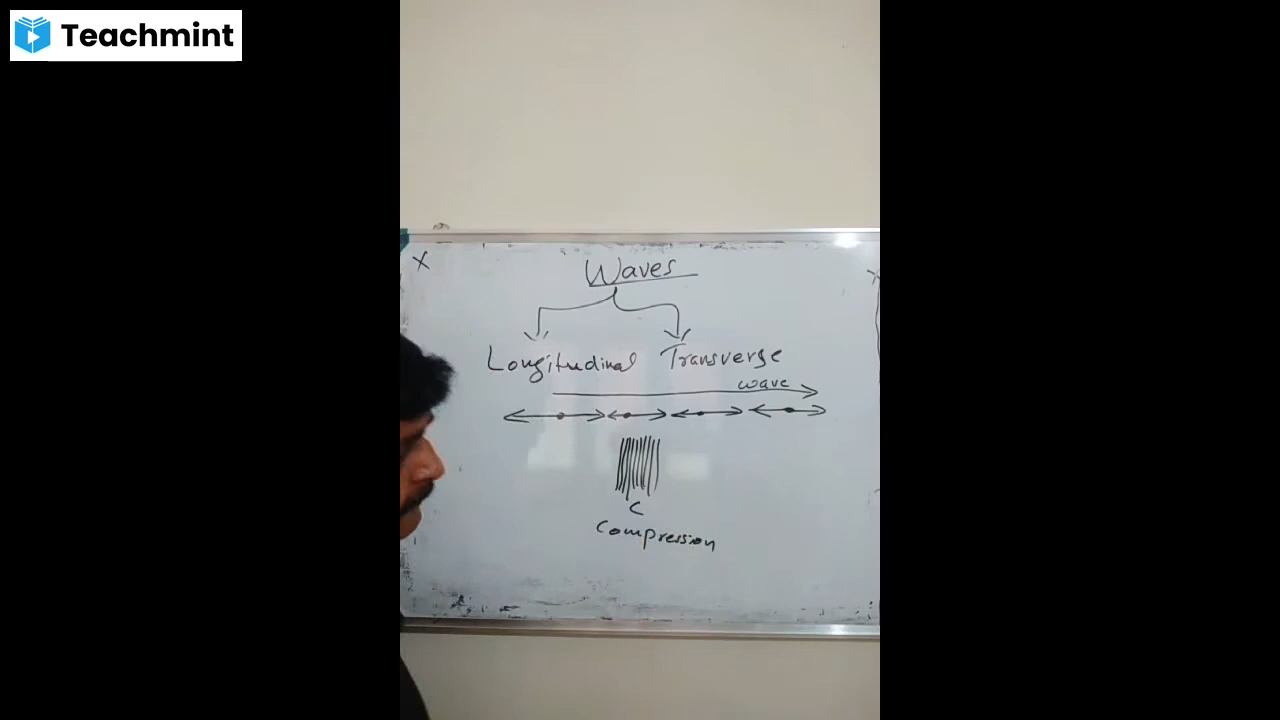 Teachmint
X
Waves
Longitudinal Transverse
wave
C
Compression